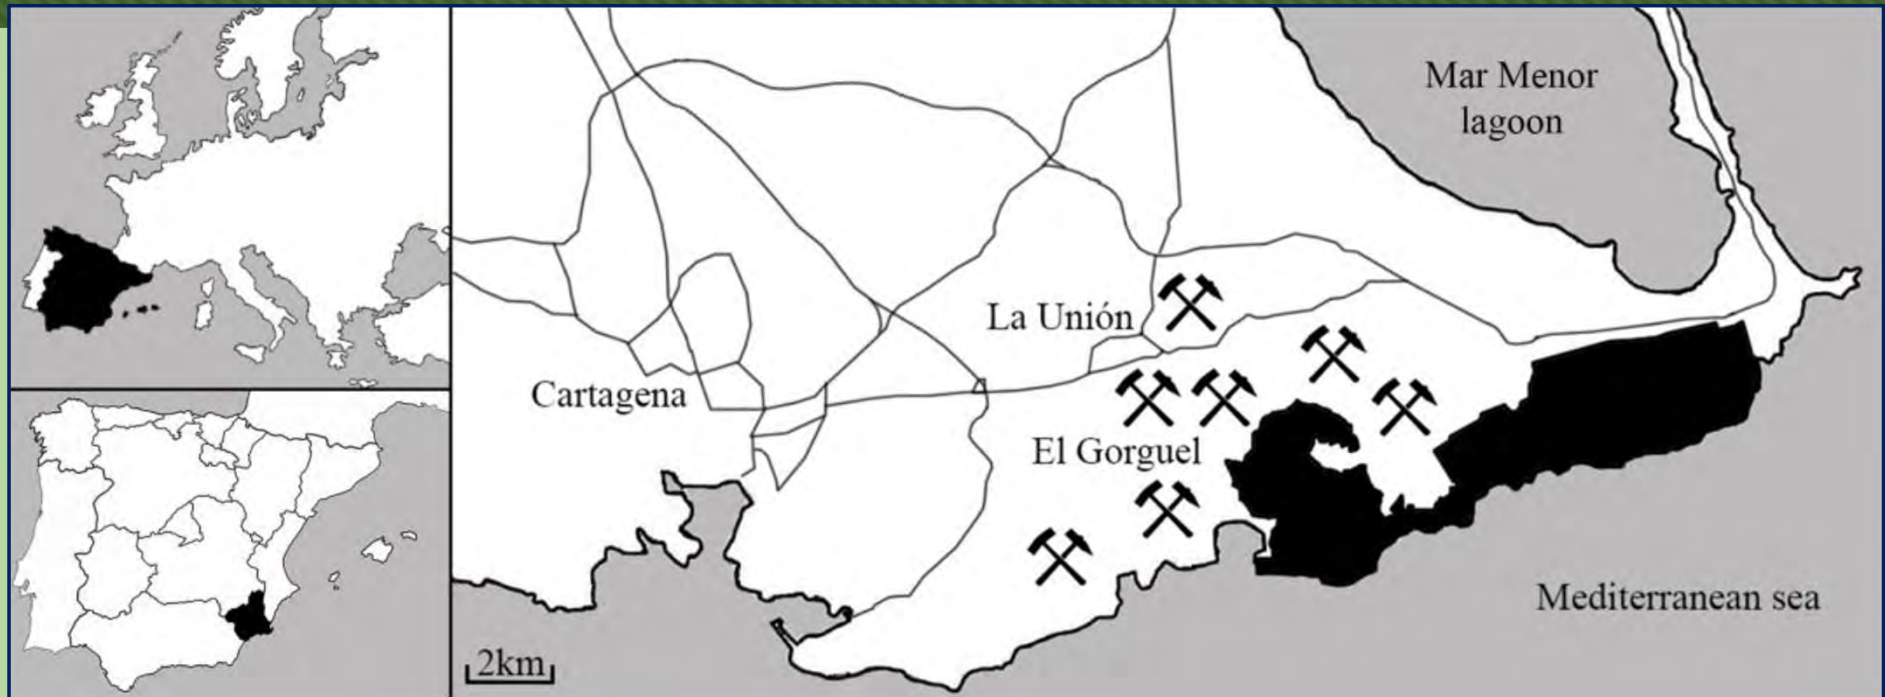 Mar Menor
lagoon
La Unión
Cartagena
El Gorguel
Mediterranean sea
2km